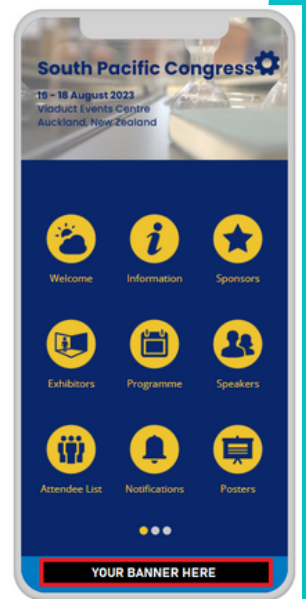 South Pacific Congress
16 - 18 August 2023
Viaduct Events Centre
Auckland, New Zealand
Welcome
Information
Sponsors
Exhibitors
Programme
Speakers
Attendee List
Notifications
Posters
YOUR BANNER HERE